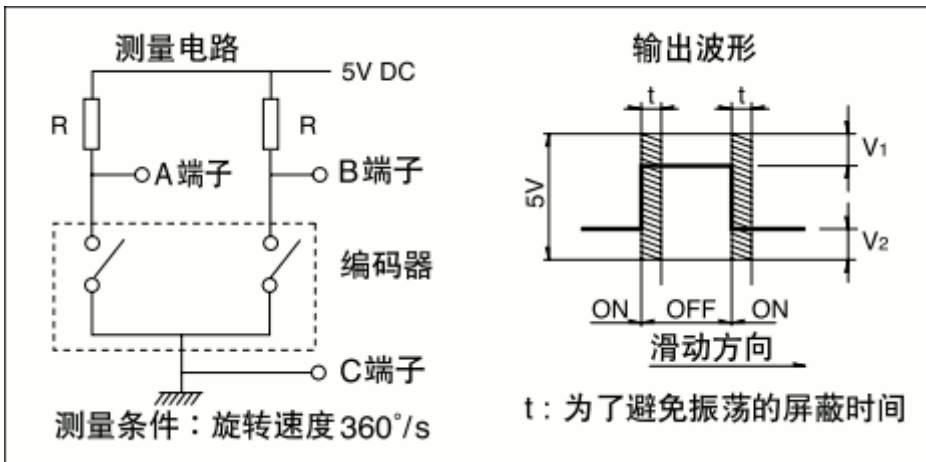 测量电路
5V DC
R
R
A端子
B端子
编码器
C端子
测量条件：旋转速度360°/s
输出波形
t
t
V1
5V
V2
ON
OFF
ON
滑动方向
t：为了避免振荡的屏蔽时间